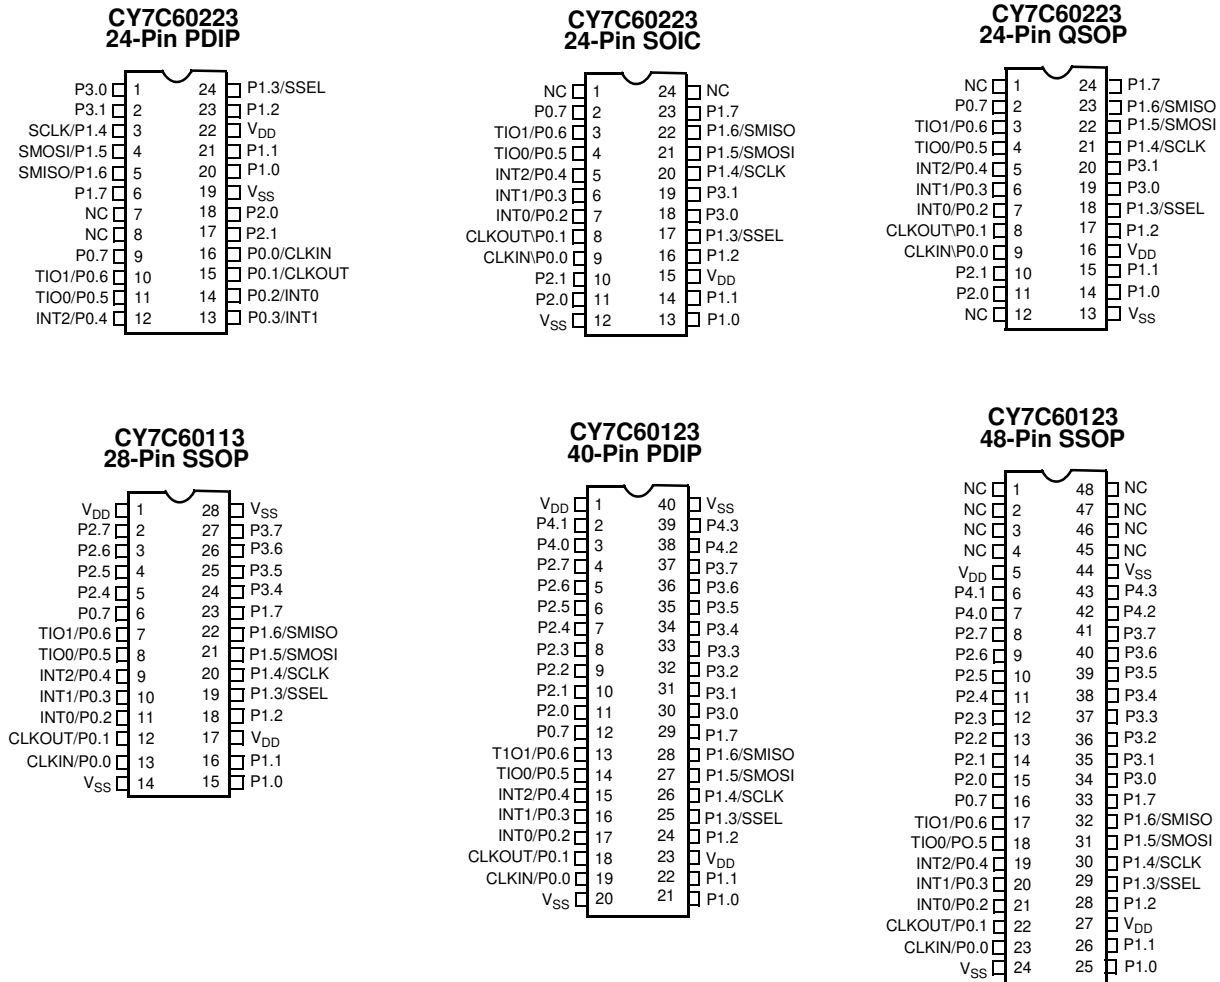 CY7C60223
24-Pin PDIP
P3.0 1 24 P1.3/SSEL
P3.1 2 23 P1.2
SCLK/P1.4 3 22 VDD
SMOSI/P1.5 4 21 P1.1
SMISO/P1.6 5 20 P1.0
P1.7 6 19 VSS
NC 7 18 P2.0
NC 8 17 P2.1
P0.7 9 16 P0.0/CLKIN
TIO1/P0.6 10 15 P0.1/CLKOUT
TIO0/P0.5 11 14 P0.2/INT0
INT2/P0.4 12 13 P0.3/INT1
CY7C60223
24-Pin SOIC
NC 1 24 NC
P0.7 2 23 P1.7
TIO1/P0.6 3 22 P1.6/SMISO
TIO0/P0.5 4 21 P1.5/SMOSI
INT2/P0.4 5 20 P1.4/SCLK
INT1/P0.3 6 19 P3.1
INT0/P0.2 7 18 P3.0
CLKOUT\P0.1 8 17 P1.3/SSEL
CLKIN\P0.0 9 16 P1.2
P2.1 10 15 VDD
P2.0 11 14 P1.1
VSS 12 13 P1.0
CY7C60223
24-Pin QSOP
NC 1 24 P1.7
P0.7 2 23 P1.6/SMISO
TIO1/P0.6 3 22 P1.5/SMOSI
TIO0/P0.5 4 21 P1.4/SCLK
INT2/P0.4 5 20 P3.1
INT1/P0.3 6 19 P3.0
INT0/P0.2 7 18 P1.3/SSEL
CLKOUT\P0.1 8 17 P1.2
CLKIN\P0.0 9 16 VDD
P2.1 10 15 P1.1
P2.0 11 14 P1.0
NC 12 13 VSS
CY7C60113
28-Pin SSOP
VDD 1 28 VSS
P2.7 2 27 P3.7
P2.6 3 26 P3.6
P2.5 4 25 P3.5
P2.4 5 24 P3.4
P0.7 6 23 P1.7
TIO1/P0.6 7 22 P1.6/SMISO
TIO0/P0.5 8 21 P1.5/SMOSI
INT2/P0.4 9 20 P1.4/SCLK
INT1/P0.3 10 19 P1.3/SSEL
INT0/P0.2 11 18 P1.2
CLKOUT/P0.1 12 17 VDD
CLKIN/P0.0 13 16 P1.1
VSS 14 15 P1.0
CY7C60123
40-Pin PDIP
VDD 1 40 VSS
P4.1 2 39 P4.3
P4.0 3 38 P4.2
P2.7 4 37 P3.7
P2.6 5 36 P3.6
P2.5 6 35 P3.5
P2.4 7 34 P3.4
P2.3 8 33 P3.3
P2.2 9 32 P3.2
P2.1 10 31 P3.1
P2.0 11 30 P3.0
P0.7 12 29 P1.7
T1O1/P0.6 13 28 P1.6/SMISO
TIO0/P0.5 14 27 P1.5/SMOSI
INT2/P0.4 15 26 P1.4/SCLK
INT1/P0.3 16 25 P1.3/SSEL
INT0/P0.2 17 24 P1.2
CLKOUT/P0.1 18 23 VDD
CLKIN/P0.0 19 22 P1.1
VSS 20 21 P1.0
CY7C60123
48-Pin SSOP
NC 1 48 NC
NC 2 47 NC
NC 3 46 NC
NC 4 45 NC
VDD 5 44 VSS
P4.1 6 43 P4.3
P4.0 7 42 P4.2
P2.7 8 41 P3.7
P2.6 9 40 P3.6
P2.5 10 39 P3.5
P2.4 11 38 P3.4
P2.3 12 37 P3.3
P2.2 13 36 P3.2
P2.1 14 35 P3.1
P2.0 15 34 P3.0
P0.7 16 33 P1.7
TIO1/P0.6 17 32 P1.6/SMISO
TIO0/PO.5 18 31 P1.5/SMOSI
INT2/P0.4 19 30 P1.4/SCLK
INT1/P0.3 20 29 P1.3/SSEL
INT0/P0.2 21 28 P1.2
CLKOUT/P0.1 22 27 VDD
CLKIN/P0.0 23 26 P1.1
VSS 24 25 P1.0